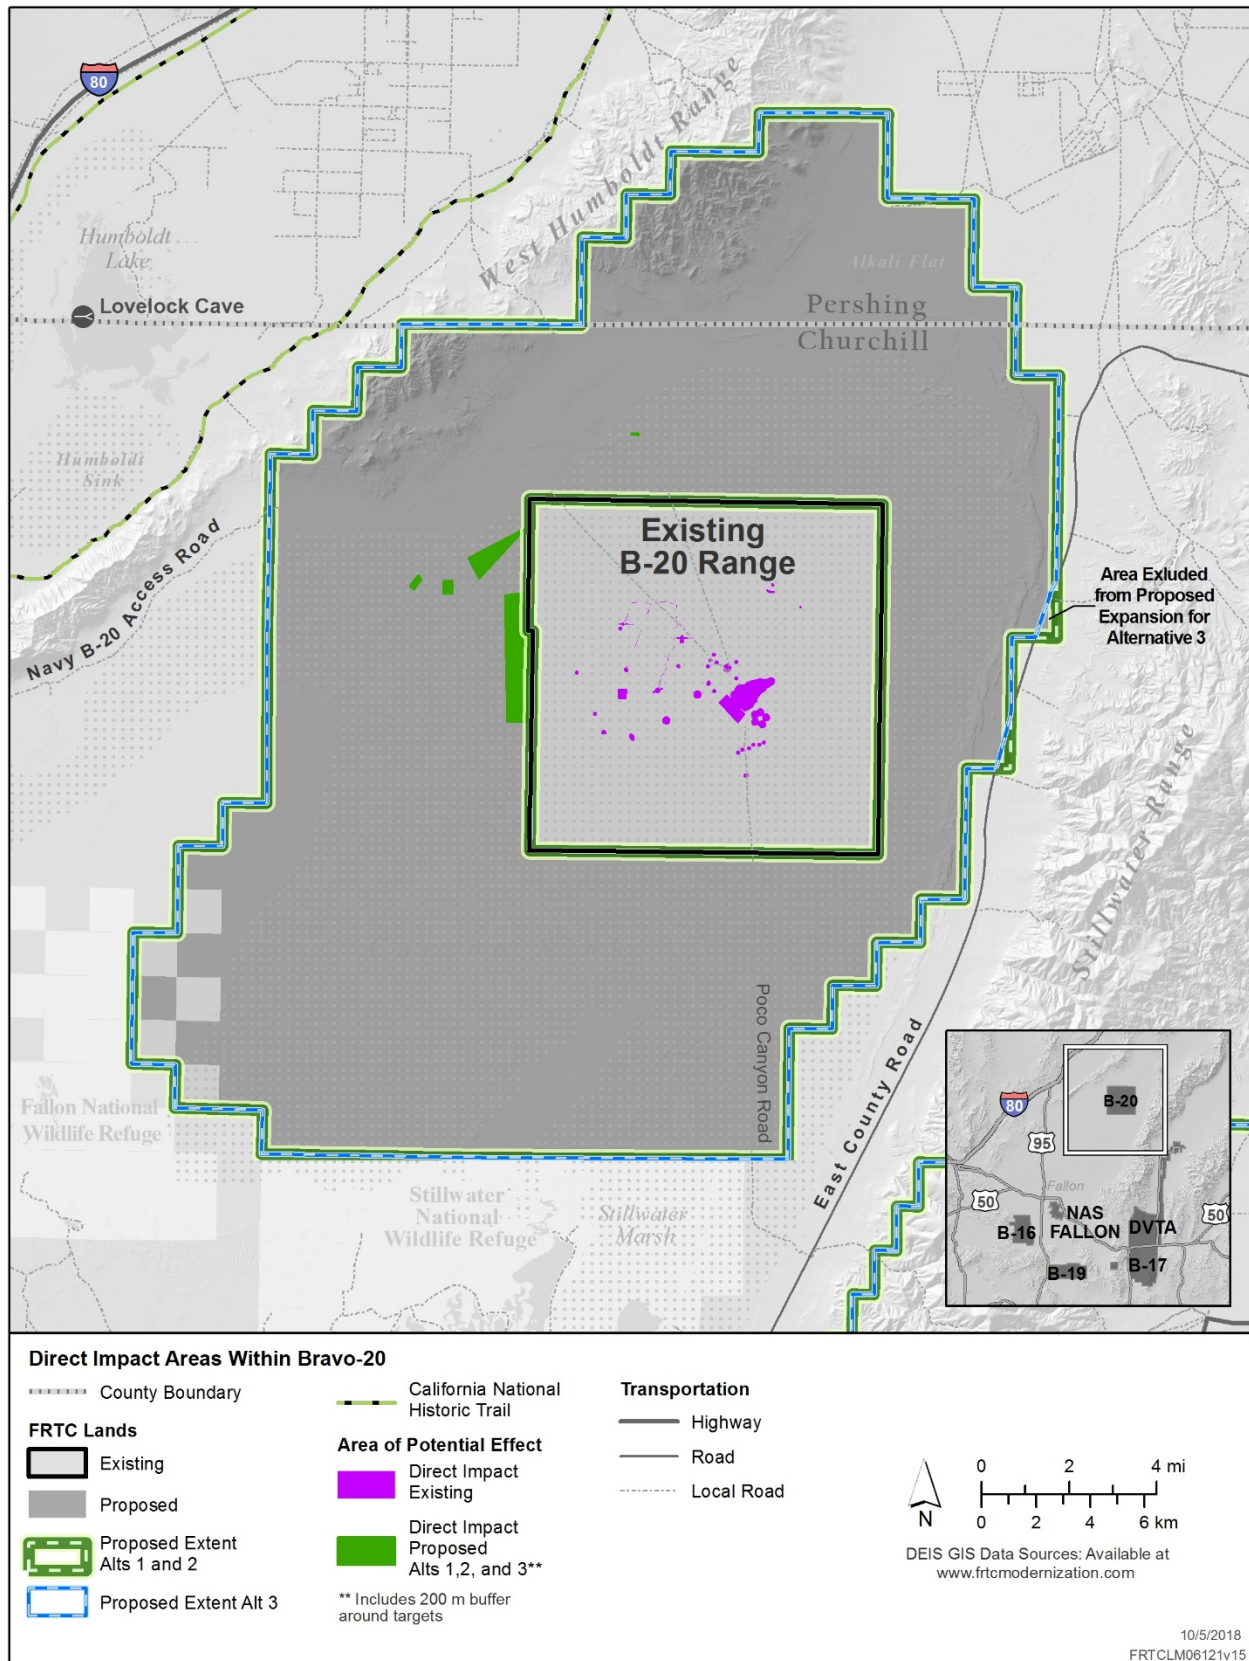 80
West Humboldt Range
Humboldt
Lake
Lovelock Cave
Alkali Flat
Pershing
Churchill
Humboldt
Sink
Existing
B-20 Range
Area Exluded
from Proposed
Expansion for
Alternative 3
Navy B-20 Access Road
Stillwater Range
Poco Canyon Road
East County Road
Fallon National
Wildlife Refuge
Stillwater
National
Wildlife Refuge
Stillwater
Marsh
80
B-20
95
Fallon
50
NAS
FALLON
DVTA
50
B-16
B-19
B-17
Direct Impact Areas Within Bravo-20
County Boundary
FRTC Lands
Existing
Proposed
Proposed Extent
Alts 1 and 2
Proposed Extent Alt 3
California National
Historic Trail
Area of Potential Effect
Direct Impact
Existing
Direct Impact
Proposed
Alts 1,2, and 3**
** Includes 200 m buffer
around targets
Transportation
Highway
Road
Local Road
N
0 2 4 mi
0 2 4 6 km
DEIS GIS Data Sources: Available at
www.frtcmodernization.com
10/5/2018
FRTCLM06121v15